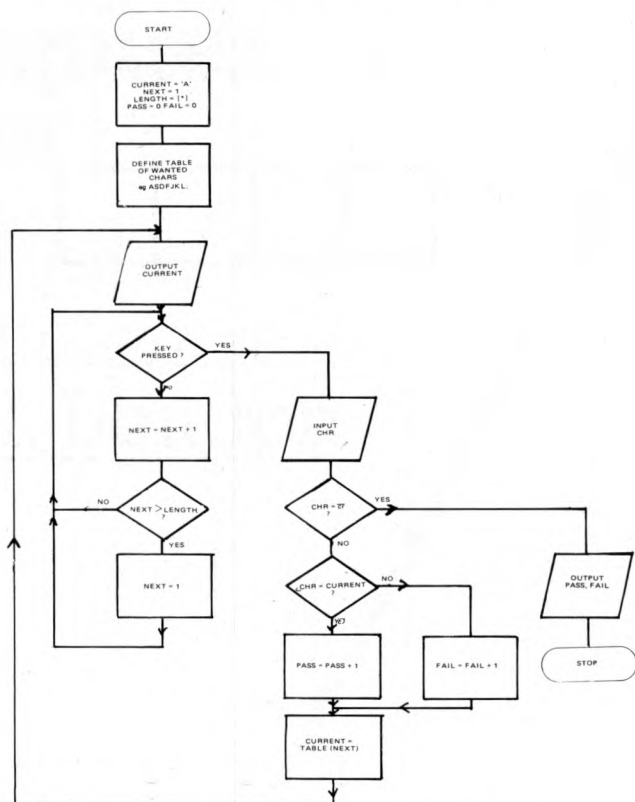 START
CURRENT = 'A'
NEXT = 1
LENGTH = |*|
PASS = 0 FAIL = 0
DEFINE TABLE
OF WANTED
CHARS
eg ASDFJKL.
OUTPUT
CURRENT
KEY
PRESSED ?
YES
NO
NEXT = NEXT + 1
NEXT > LENGTH
?
NO
YES
NEXT = 1
INPUT
CHR
CHR =
?
YES
NO
CHR = CURRENT
?
NO
YES
PASS = PASS + 1
FAIL = FAIL + 1
CURRENT =
TABLE (NEXT)
OUTPUT
PASS, FAIL
STOP